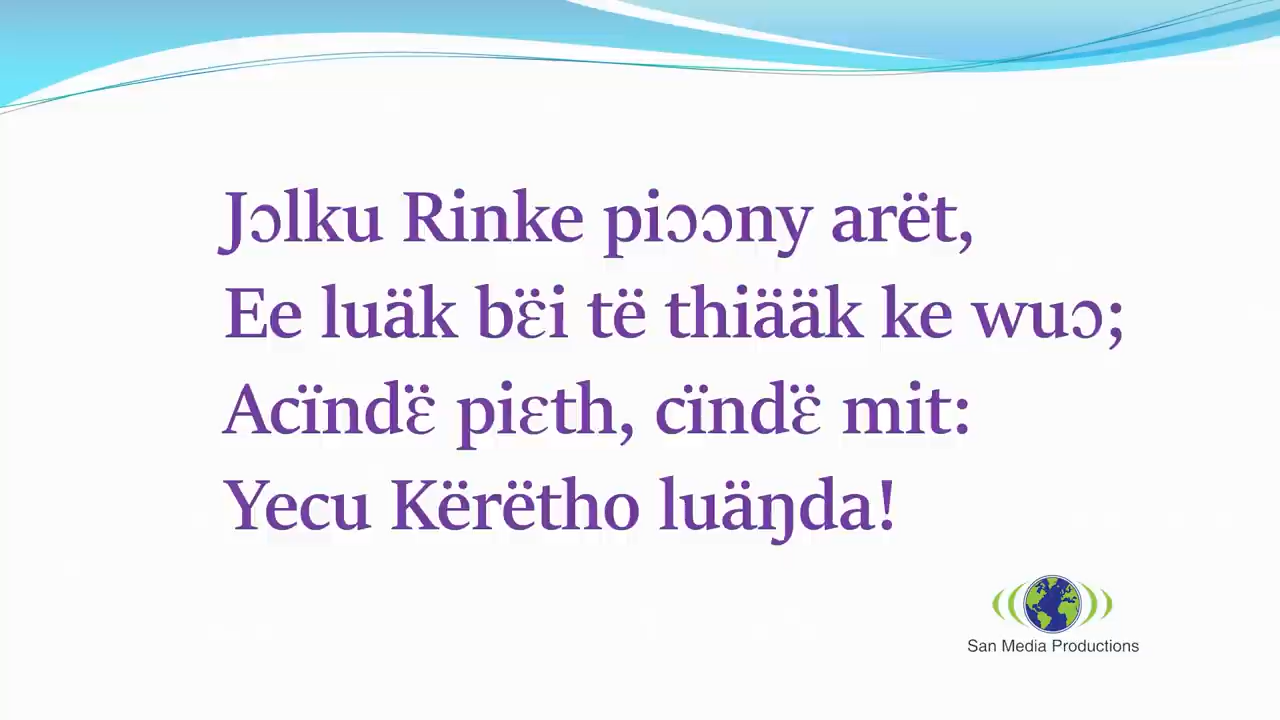 Jɔlku Rinke piɔɔny arët,
Ee luäk bɛ̈i të thiääk ke wuɔ;
Acïndɛ̈ piɛth, cïndɛ̈ mit:
Yecu Kërëtho luäŋda!
San Media Productions